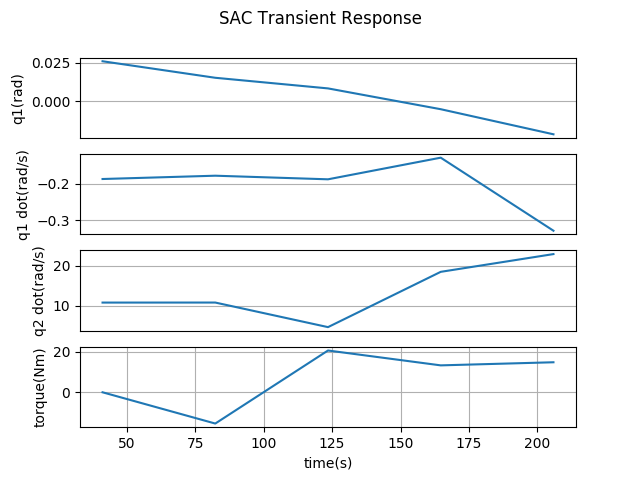 SAC Transient Response
0.025
0.000
q1(rad)
−0.2
−0.3
q1 dot(rad/s)
20
10
q2 dot(rad/s)
20
0
torque(Nm)
50 75 100 125 150 175 200
time(s)